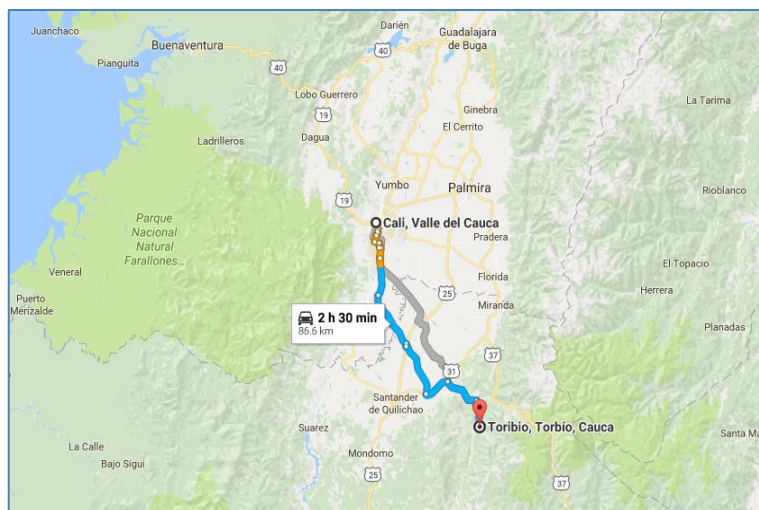 Juanchaco
Pianguita
Buenaventura
40
Darién
40
Guadalajara
de Buga
Lobo Guerrero
19
Ginebra
La Tarima
Ladrilleros
Dagua
El Cerrito
Yumbo
Palmira
Rioblanco
19
Cali, Valle del Cauca
Parque
Nacional
Natural
Farallones...
Pradera
El Topacio
Veneral
Florida
25
Herrera
Puerto
Merizalde
Miranda
2 h 30 min
86.6 km
Planadas
37
31
Santander
de Quilichao
Toribio, Torbío, Cauca
Suarez
Santa Ma
La Calle
Mondomo
Bajo Sigui
25
37